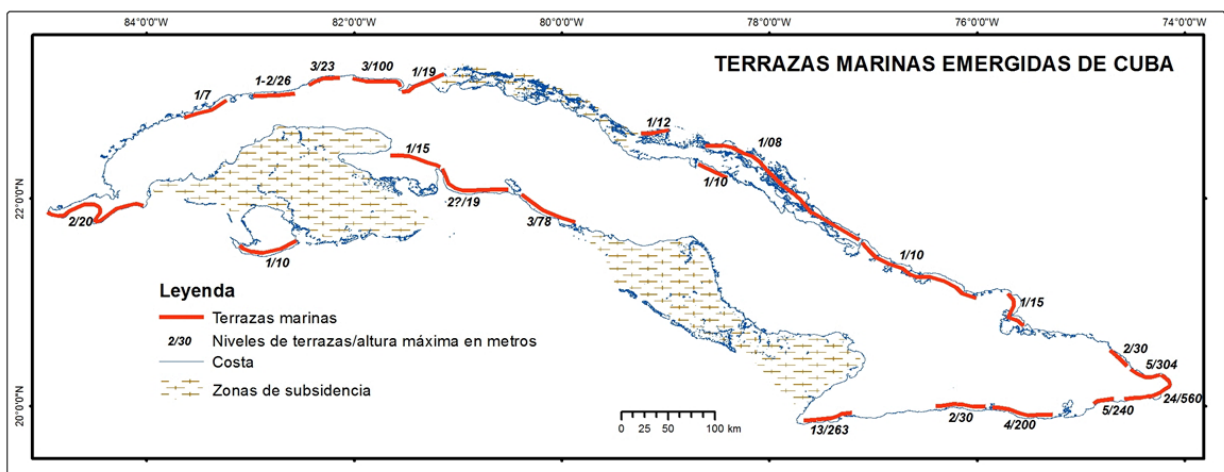 84°0'0"W 82°0'0"W 80°0'0"W 78°0'0"W 76°0'0"W 74°0'0"W
TERRAZAS MARINAS EMERGIDAS DE CUBA
3/23 3/100 1/19
1-2/26
1/7
1/12
1/08
1/15
1/10
22°0'0"N
2?/19
2/20
3/78
1/10
1/10
Leyenda
1/15
Terrazas marinas
2/30 Niveles de terrazas/altura máxima en metros
Costa
2/30
5/304
Zonas de subsidencia
24/560
20°0'0"N
5/240
2/30
4/200
13/263
0 25 50 100 km